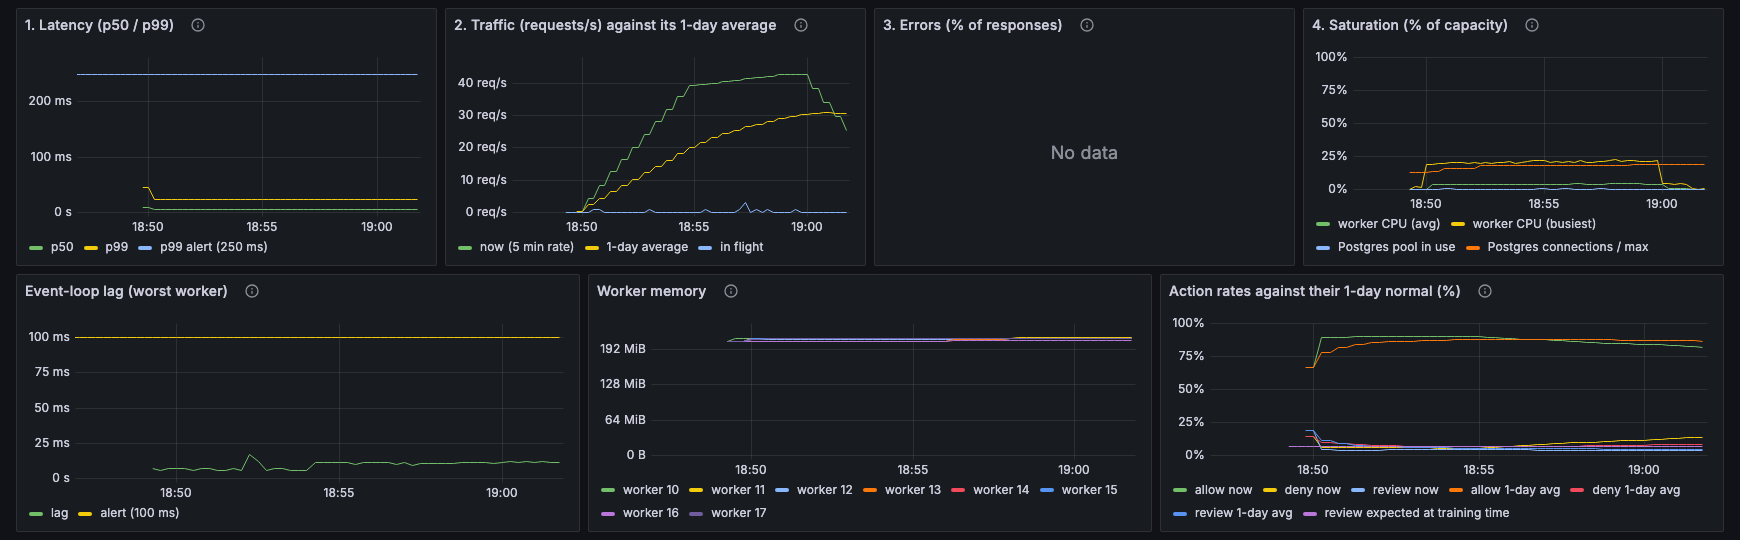 1. Latency (p50 / p99)
200 ms
100 ms
0 s
18:50 18:55 19:00
p50 p99 p99 alert (250 ms)
2. Traffic (requests/s) against its 1-day average
40 req/s
30 req/s
20 req/s
10 req/s
0 req/s
18:50 18:55 19:00
now (5 min rate) 1-day average in flight
3. Errors (% of responses)
No data
4. Saturation (% of capacity)
100%
75%
50%
25%
0%
18:50 18:55 19:00
worker CPU (avg) worker CPU (busiest)
Postgres pool in use Postgres connections / max
Event-loop lag (worst worker)
100 ms
75 ms
50 ms
25 ms
0 s
18:50 18:55 19:00
lag alert (100 ms)
Worker memory
192 MiB
128 MiB
64 MiB
0 B
18:50 18:55 19:00
worker 10 worker 11 worker 12 worker 13 worker 14 worker 15
worker 16 worker 17
Action rates against their 1-day normal (%)
100%
75%
50%
25%
0%
18:50 18:55 19:00
allow now deny now review now allow 1-day avg deny 1-day avg
review 1-day avg review expected at training time